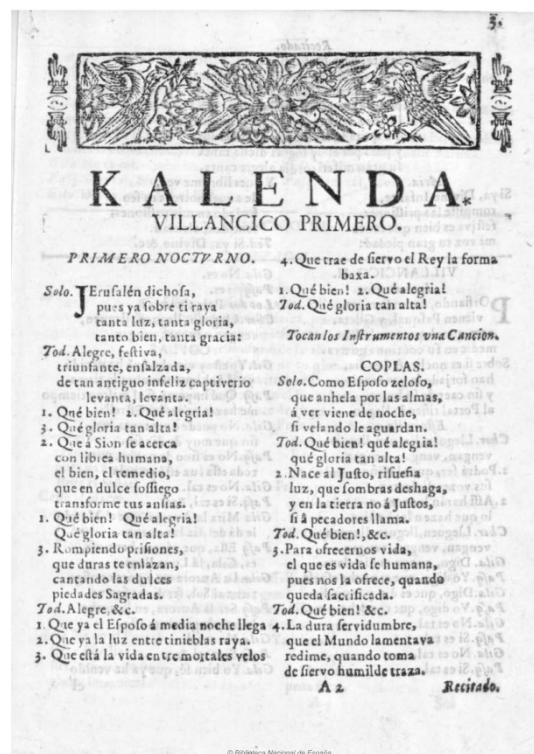 3.
KALENDA.
VILLANCICO PRIMERO.
PRIMERO NOCTVRNO.
Solo. JErusalén dichosa,
pues ya sobre ti raya
tanta luz, tanta gloria,
tanto bien, tanta gracia:
Tod. Alegre, festiva,
triunfante, ensalzada,
de tan antiguo infeliz captiverio
levanta, levanta.
1. Qué bien! 2. Qué alegria!
3. Qué gloria tan alta!
2. Que á Sion se acerca
con librea humana,
el bien, el remedio,
que en dulce sossiego
transforme tus ansias.
1. Qué bien! Qué alegria!
Qué gloria tan alta!
3. Rompiendo prisiones,
que duras te enlazan,
cantando las dulces
piedades Sagradas.
Tod. Alegre, &c.
1. Que ya el Esposo á media noche llega
2. Que ya la luz entre tinieblas raya.
3. Que está la vida entre mortales velos
4. Que trae de siervo el Rey la forma
baxa.
1. Qué bien! 2. Qué alegria!
Tod. Qué gloria tan alta!
Tocan los Instrumentos vna Cancion.
COPLAS.
Solo. Como Esposo zeloso,
que anhela por las almas,
á ver viene de noche,
si velando le aguardan.
Tod. Qué bien! qué alegria!
qué gloria tan alta!
2. Nace al Justo, risueña
luz, que sombras deshaga,
y en la tierra no á Justos,
si á pecadores llama.
Tod. Qué bien!, &c.
3. Para ofrecernos vida,
el que es vida se humana,
pues nos la ofrece, quando
queda sacrificada.
Tod. Qué bien! &c.
4. La dura servidumbre,
que el Mundo lamentava
redime, quando toma
de siervo humilde traza.
A 2 Recitado.
© Biblioteca Nacional de España